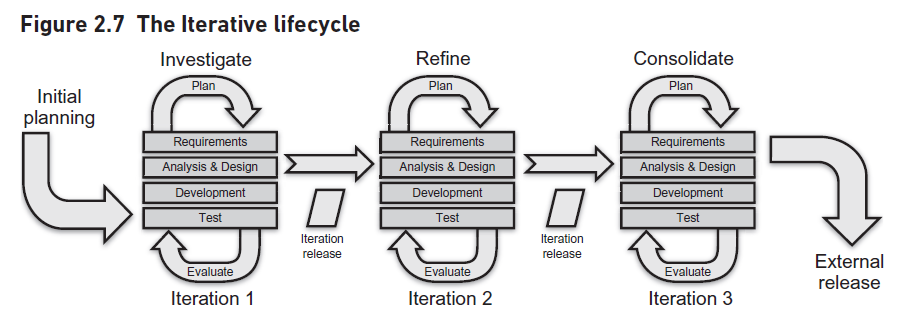 Figure 2.7 The Iterative lifecycle
Investigate
Refine
Consolidate
Initial
planning
Plan
Requirements
Analysis & Design
Development
Test
Evaluate
Iteration 1
Iteration
release
Plan
Requirements
Analysis & Design
Development
Test
Evaluate
Iteration 2
Iteration
release
Plan
Requirements
Analysis & Design
Development
Test
Evaluate
Iteration 3
External
release